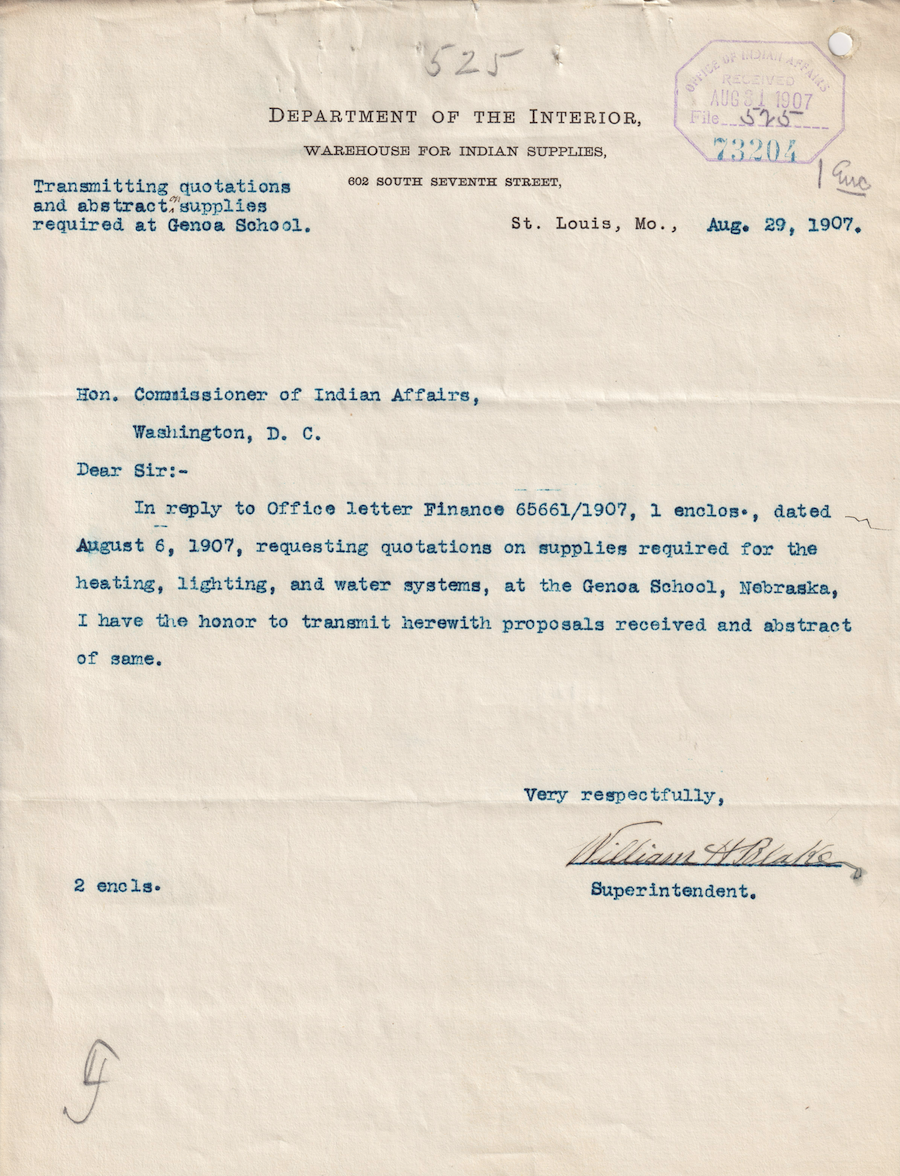 525
OFFICE OF INDIAN AFFAIRS
RECEIVED
AUG 31 1907
File 525
73204
1 Enc
DEPARTMENT OF THE INTERIOR,
WAREHOUSE FOR INDIAN SUPPLIES,
602 SOUTH SEVENTH STREET,
Transmitting quotations
and abstract, on supplies
required at Genoa School.
St. Louis, Mo., Aug. 29, 1907.
Hon. Commissioner of Indian Affairs,
Washington, D. C.
Dear Sir:-
In reply to Office letter Finance 65661/1907, 1 enclos., dated
August 6, 1907, requesting quotations on supplies required for the
heating, lighting, and water systems, at the Genoa School, Nebraska,
I have the honor to transmit herewith proposals received and abstract
of same.
Very respectfully,
William H Blake
Superintendent.
2 encls.